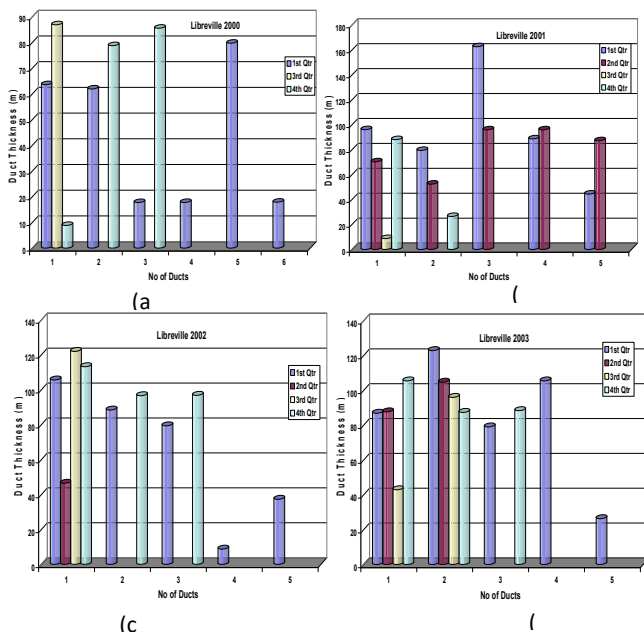 Libreville 2000
Duct Thickness (m)
90
80
70
60
50
40
30
20
10
0
1 2 3 4 5 6
No of Ducts
1st Qtr
3rd Qtr
4th Qtr
(a
Libreville 2001
Duct Thickness (m)
180
160
140
120
100
80
60
40
20
0
1 2 3 4 5
No of Ducts
1st Qtr
2nd Qtr
3rd Qtr
4th Qtr
(
Libreville 2002
Duct Thickness (m)
140
120
100
80
60
40
20
0
1 2 3 4 5
No of Ducts
1st Qtr
2nd Qtr
3rd Qtr
4th Qtr
(c
Libreville 2003
Duct Thickness (m)
140
120
100
80
60
40
20
0
1 2 3 4 5
No of Ducts
1st Qtr
2nd Qtr
3rd Qtr
4th Qtr
(